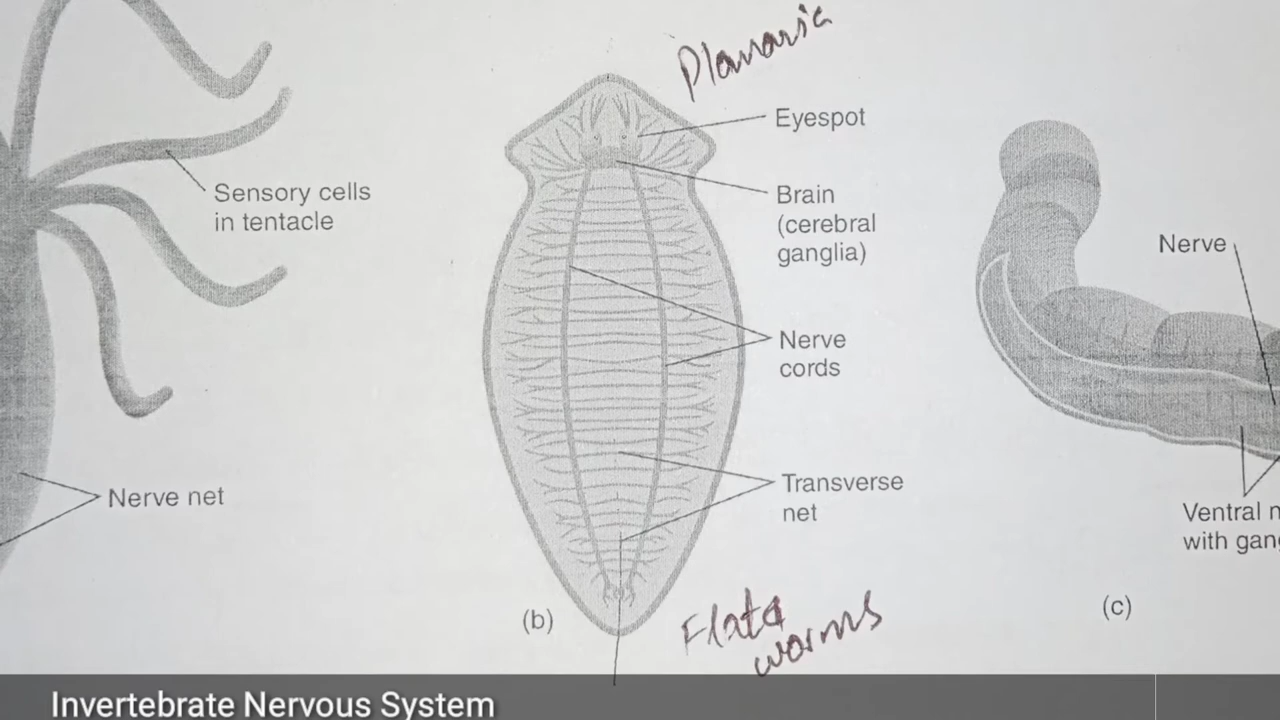 Planaria
Eyespot
Sensory cells
in tentacle
Brain
(cerebral
ganglia)
Nerve
Nerve
cords
Nerve net
Transverse
net
Ventral n
with gang
(b)
(c)
Flata
worms
Invertebrate Nervous System